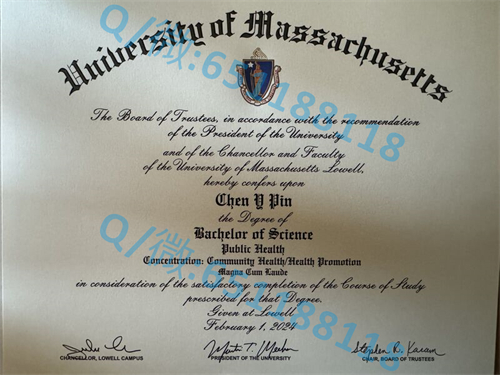 University of Massachusetts
The Board of Trustees, in accordance with the recommendation
of the President of the University
and of the Chancellor and Faculty
of the University of Massachusetts Lowell,
hereby confers upon
Chen Y Pin
the Degree of
Bachelor of Science
Public Health
Concentration: Community Health/Health Promotion
Magna Cum Laude
in consideration of the satisfactory completion of the Course of Study
prescribed for that Degree.
Given at Lowell
February 1, 2024
CHANCELLOR, LOWELL CAMPUS
PRESIDENT OF THE UNIVERSITY
Stephen R. Karam
CHAIR, BOARD OF TRUSTEES
Q/微:
Q/微: